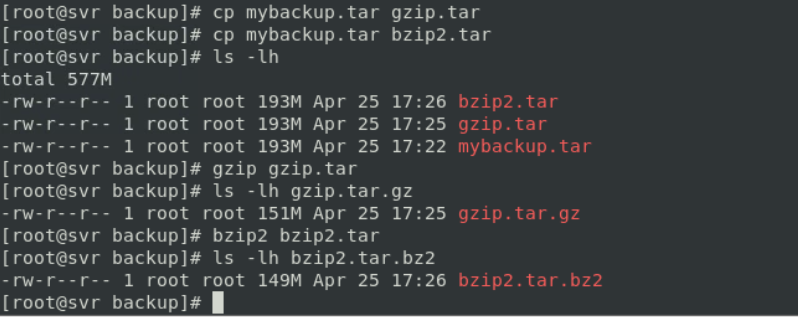 [root@svr backup]# cp mybackup.tar gzip.tar
[root@svr backup]# cp mybackup.tar bzip2.tar
[root@svr backup]# ls -lh
total 577M
-rw-r--r-- 1 root root 193M Apr 25 17:26 bzip2.tar
-rw-r--r-- 1 root root 193M Apr 25 17:25 gzip.tar
-rw-r--r-- 1 root root 193M Apr 25 17:22 mybackup.tar
[root@svr backup]# gzip gzip.tar
[root@svr backup]# ls -lh gzip.tar.gz
-rw-r--r-- 1 root root 151M Apr 25 17:25 gzip.tar.gz
[root@svr backup]# bzip2 bzip2.tar
[root@svr backup]# ls -lh bzip2.tar.bz2
-rw-r--r-- 1 root root 149M Apr 25 17:26 bzip2.tar.bz2
[root@svr backup]#